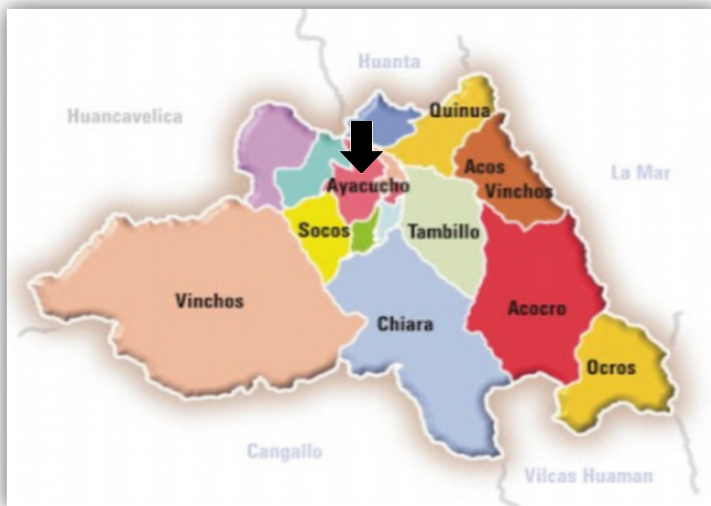 Huanta
Quinua
Huancavelica
Acos
Vinchos
La Mar
Ayacucho
Socos
Tambillo
Vinchos
Chiara
Acocro
Ocros
Cangallo
Vilcas Huaman